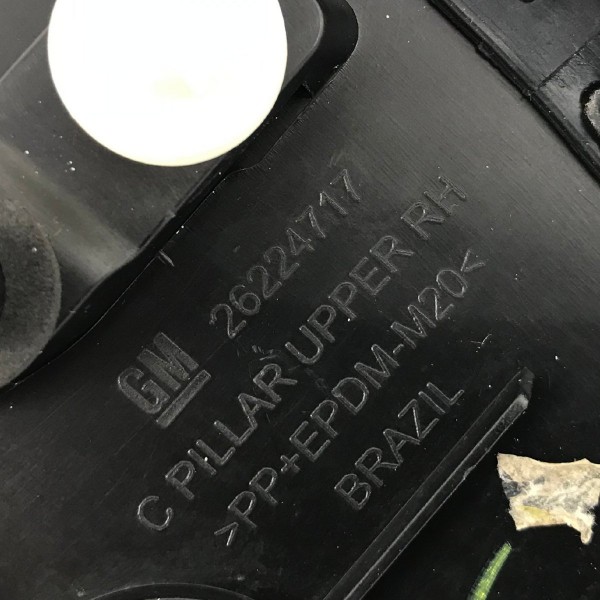 GM 26224717
C PILLAR UPPER RH
>PP+EPDM-M20<
BRAZIL